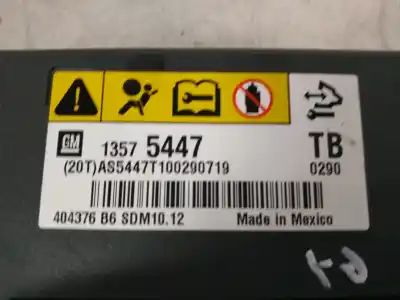 GM 1357 5447 TB
(20T)AS5447T100290719 0290
404376 B6 SDM10.12 Made in Mexico